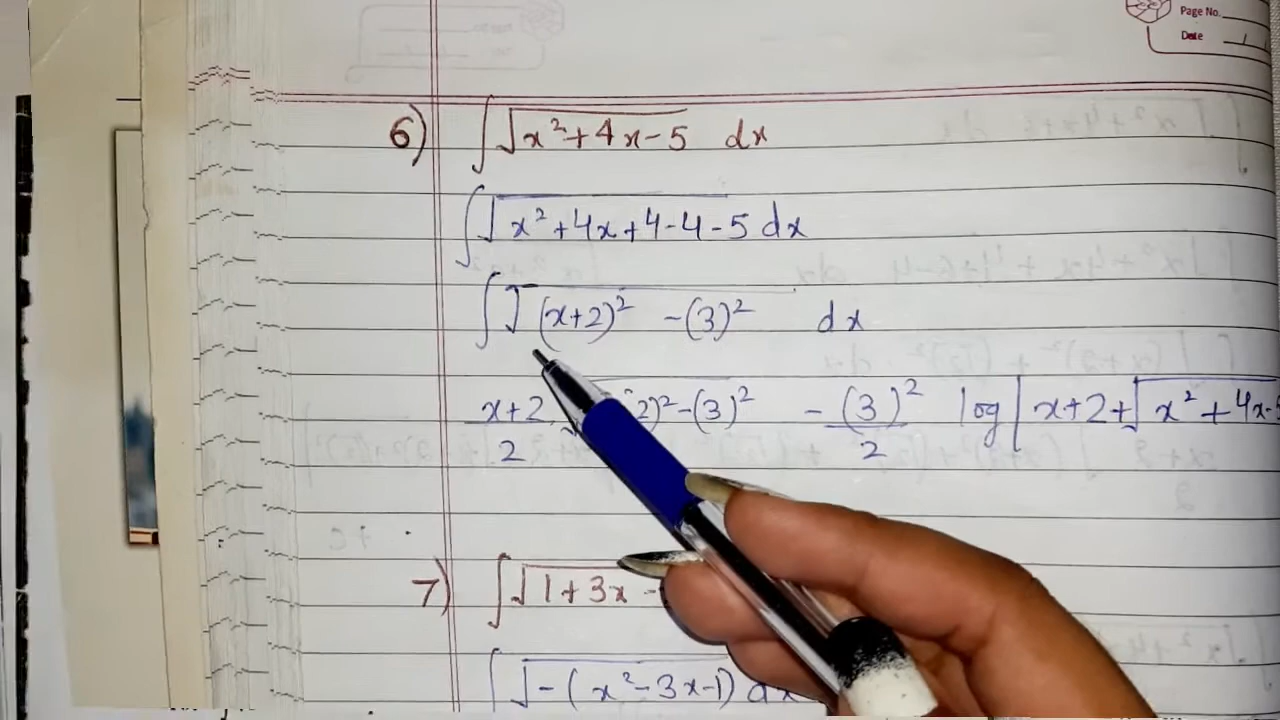 Page No.
Date
6) ∫√x²+4x-5 dx
∫√x²+4x+4-4-5 dx
∫√(x+2)² -(3)² dx
x+2/2 2)²-(3)² -(3)²/2 log|x+2+√x²+4x-
7) ∫√1+3x -
∫√-(x²-3x-1) dx